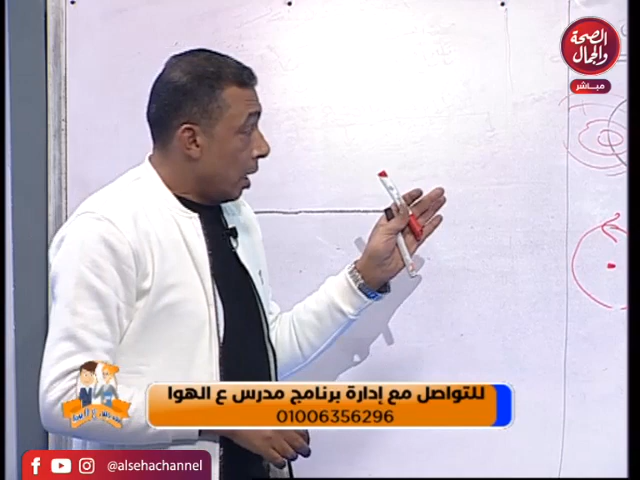 الصحة
والجمال
مباشر
للتواصل مع إدارة برنامج مدرس ع الهوا
01006356296
@alsehachannel